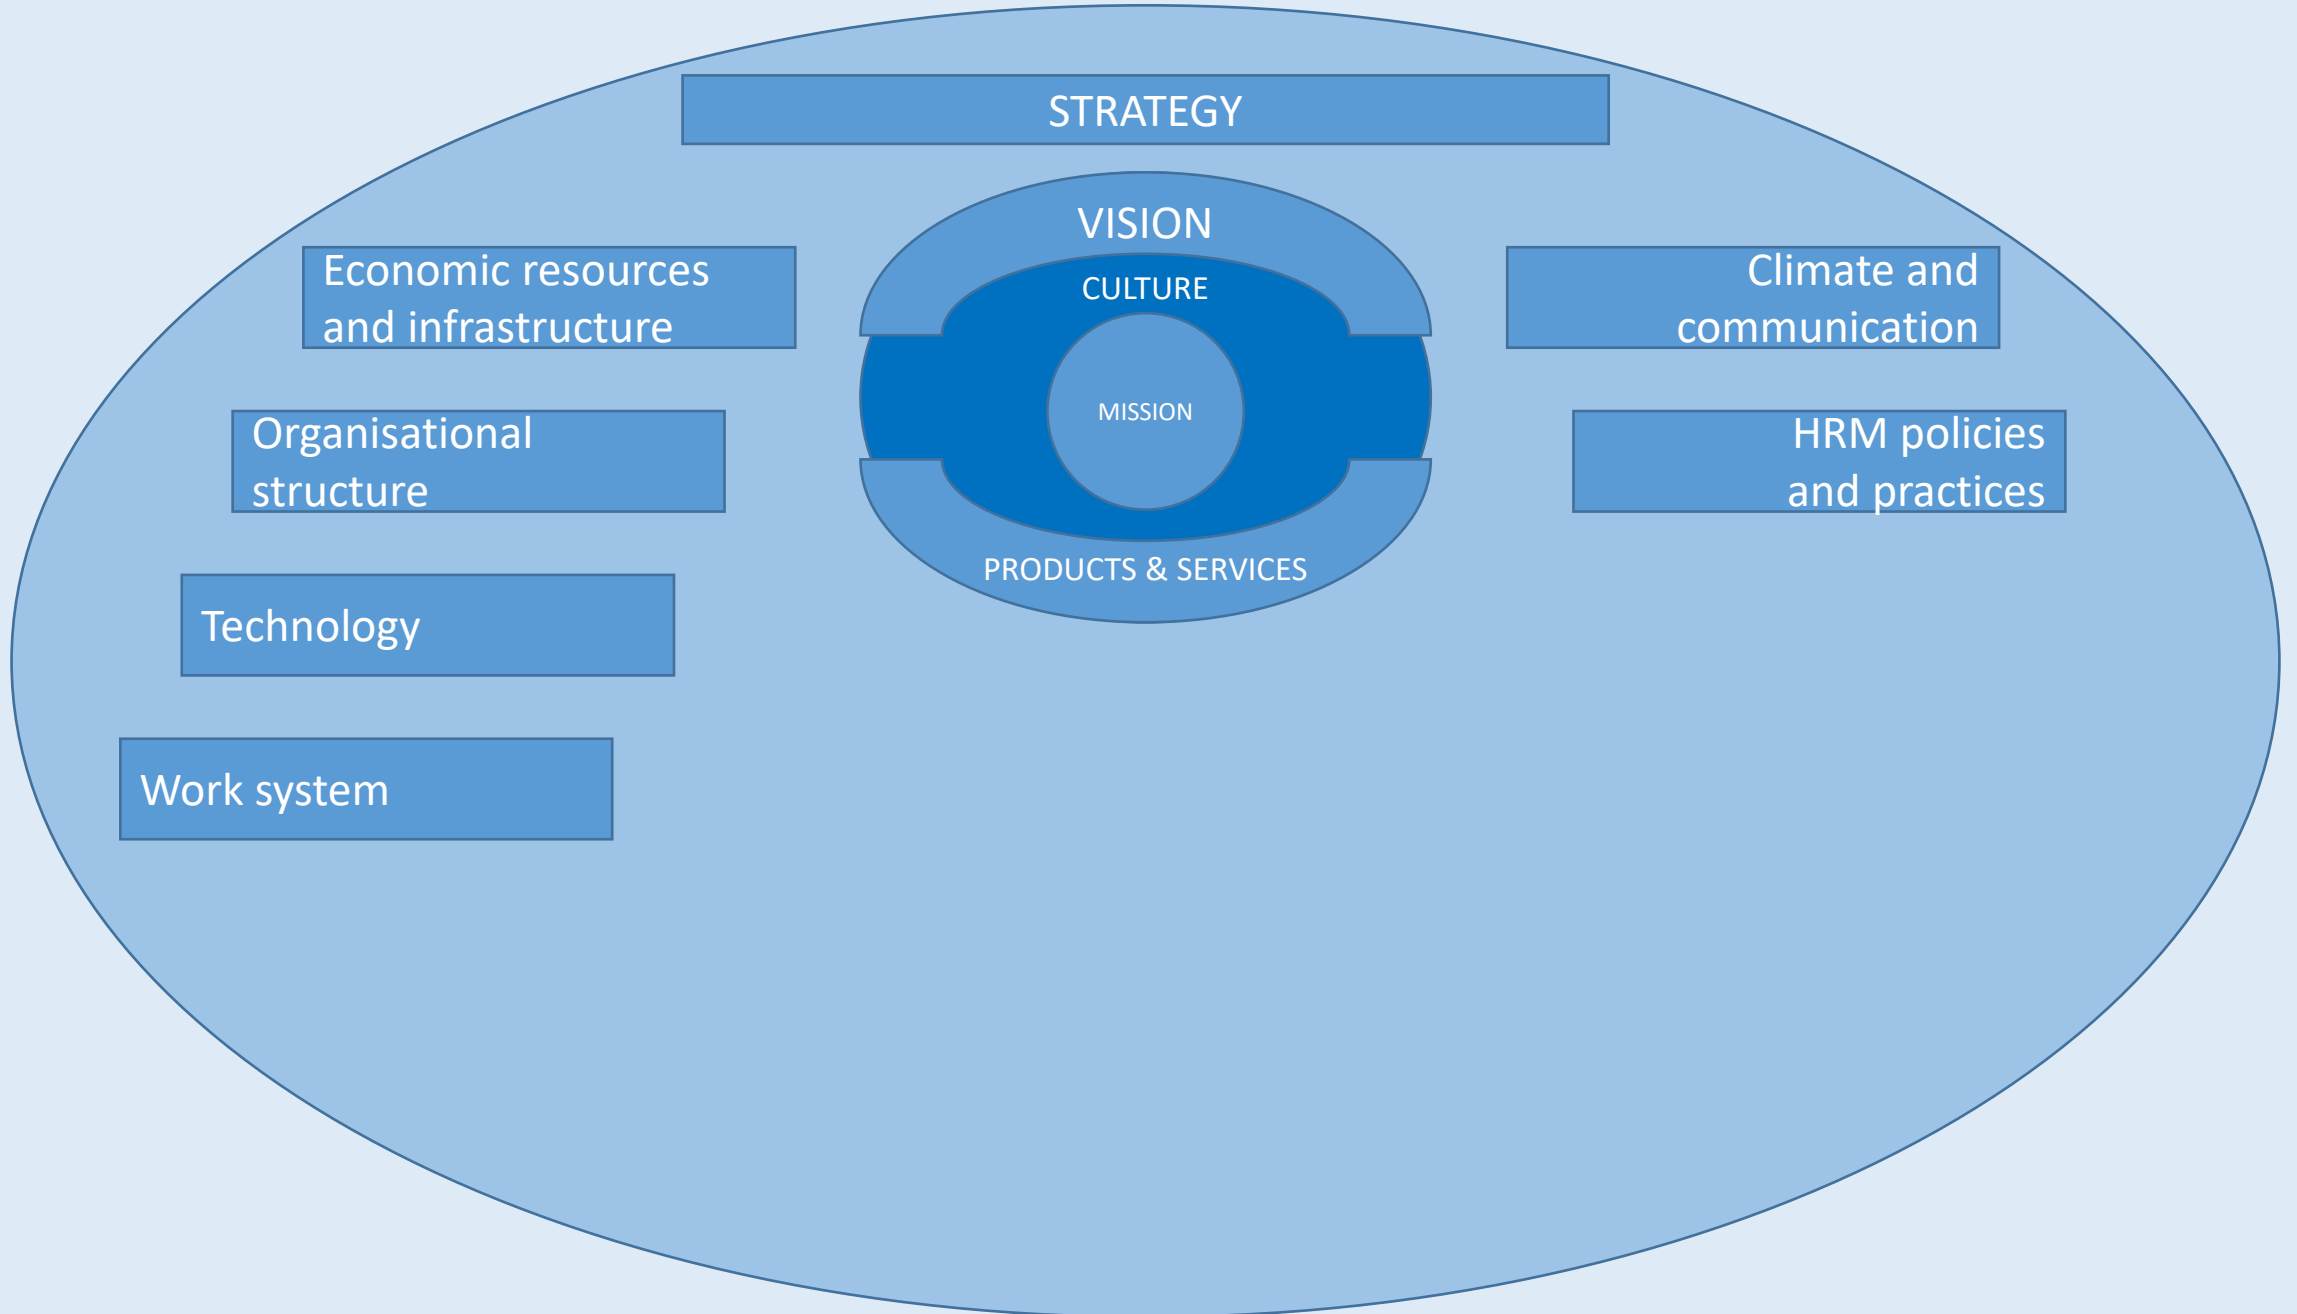 STRATEGY
VISION
CULTURE
MISSION
PRODUCTS & SERVICES
Economic resources
and infrastructure
Organisational
structure
Technology
Work system
Climate and
communication
HRM policies
and practices